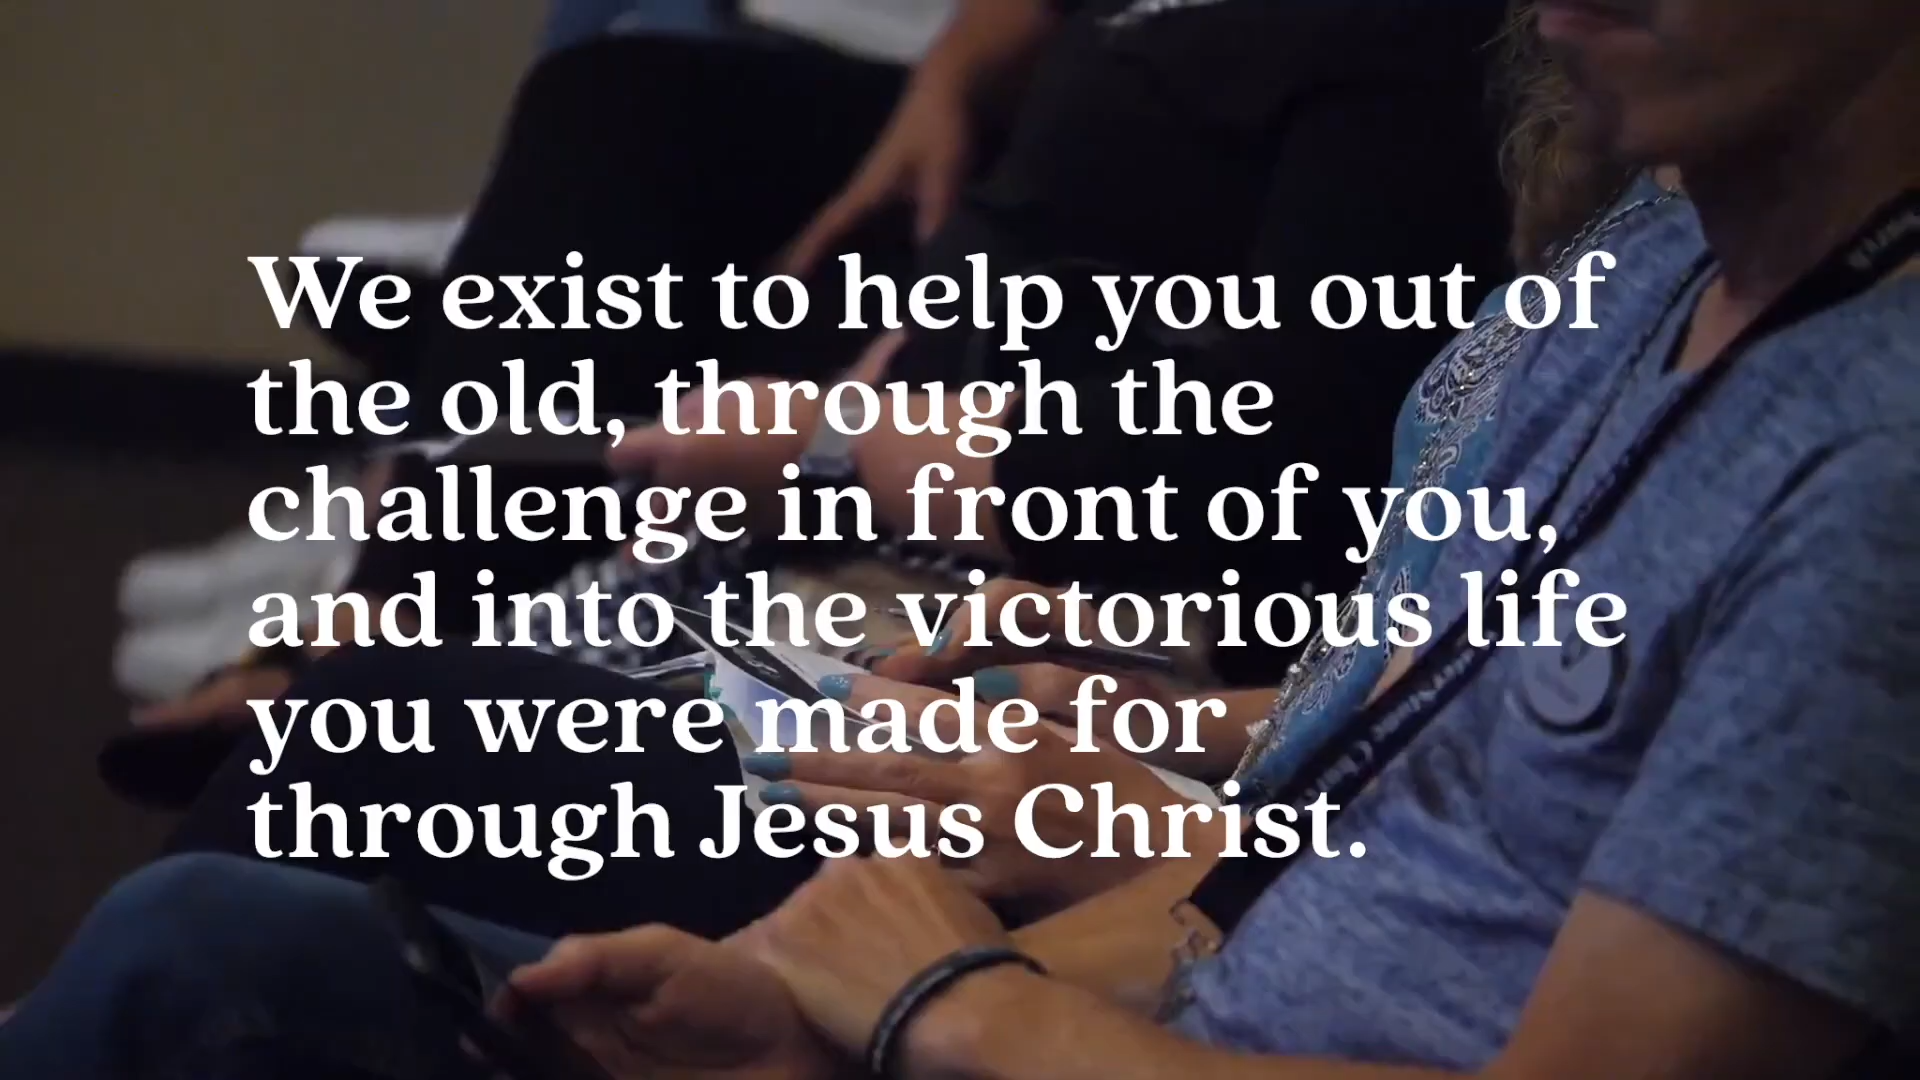 We exist to help you out of
the old, through the
challenge in front of you,
and into the victorious life
you were made for
through Jesus Christ.